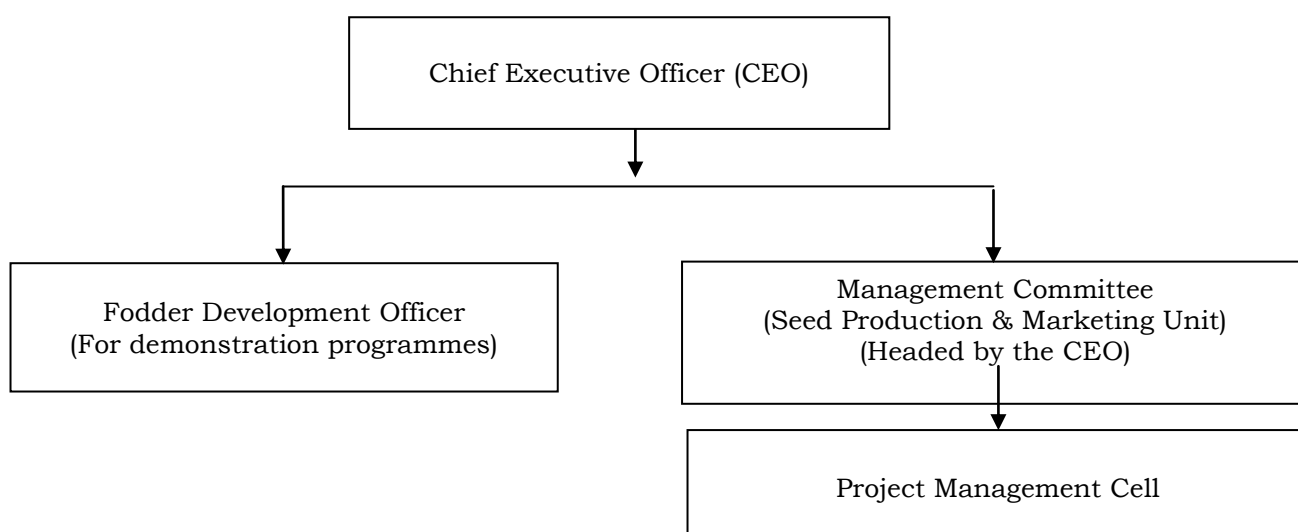 Chief Executive Officer (CEO)
Fodder Development Officer
(For demonstration programmes)
Management Committee
(Seed Production & Marketing Unit)
(Headed by the CEO)
Project Management Cell